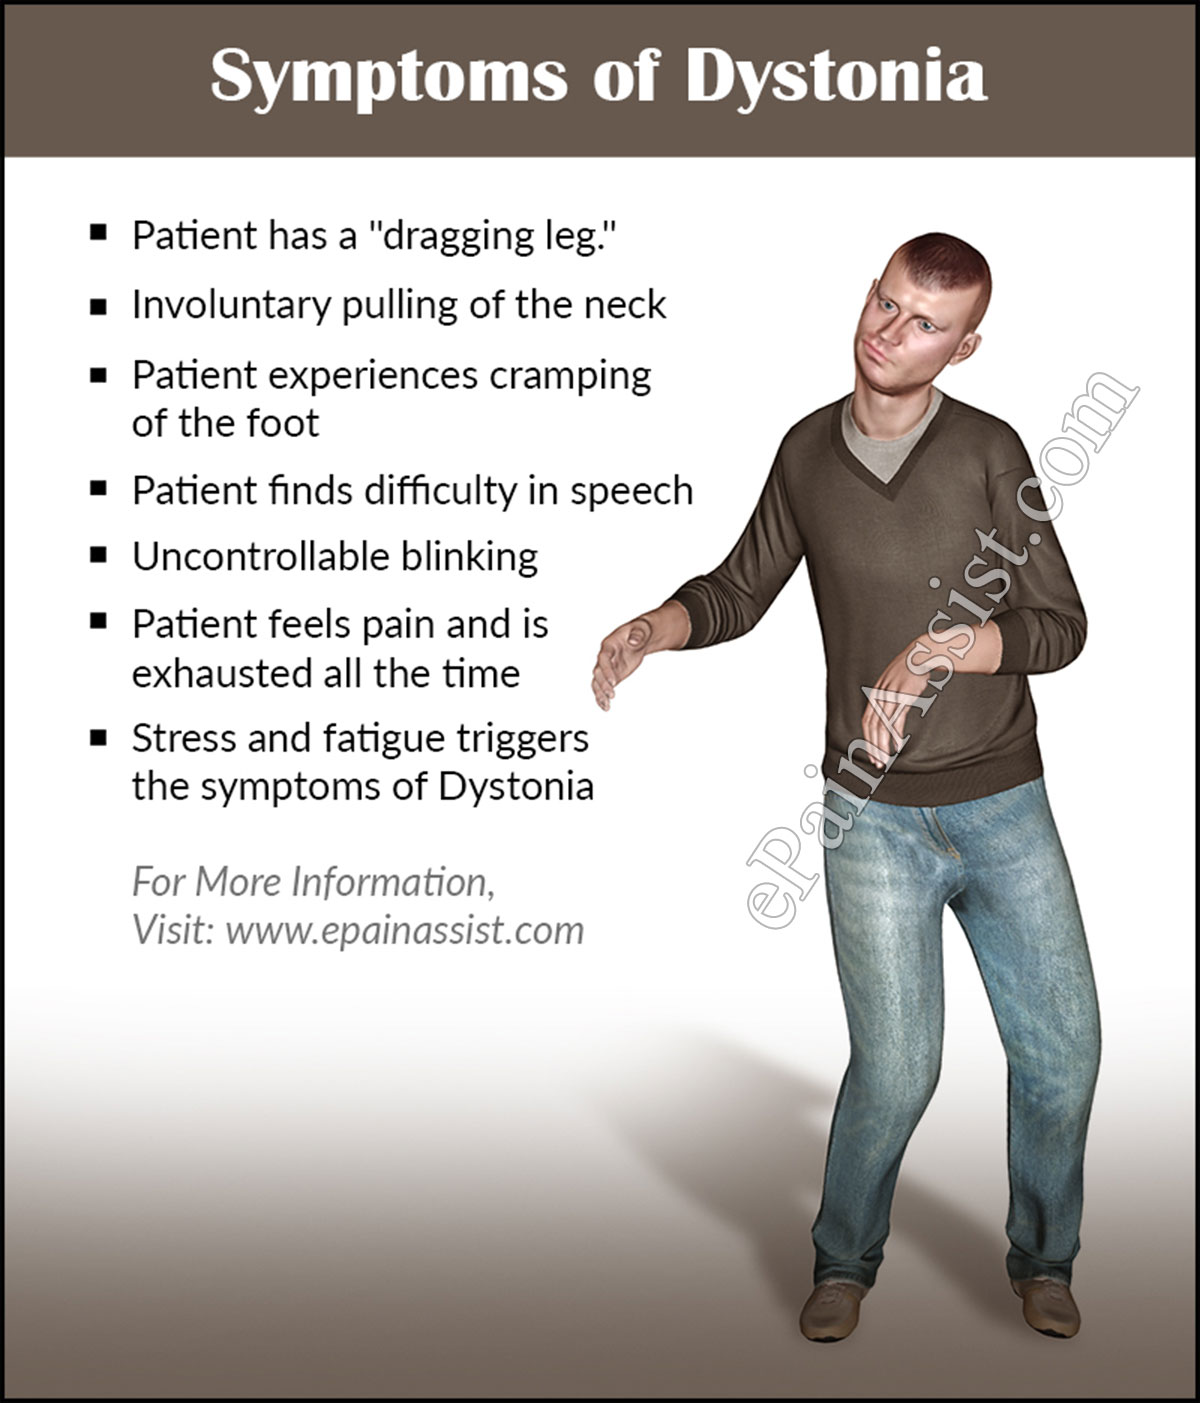 Symptoms of Dystonia
▪ Patient has a "dragging leg."
▪ Involuntary pulling of the neck
▪ Patient experiences cramping
of the foot
▪ Patient finds difficulty in speech
▪ Uncontrollable blinking
▪ Patient feels pain and is
exhausted all the time
▪ Stress and fatigue triggers
the symptoms of Dystonia
For More Information,
Visit: www.epainassist.com
ePainAssist.com